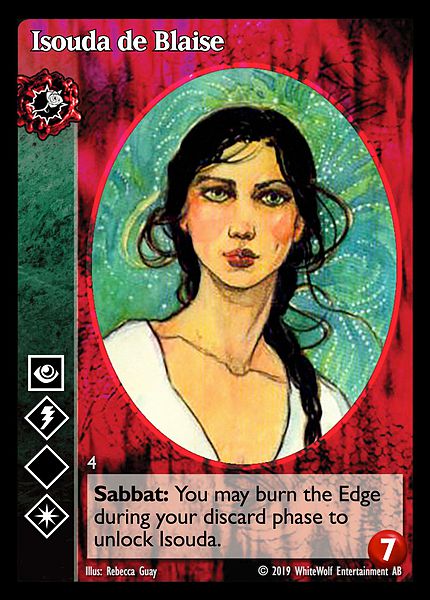 Isouda de Blaise
4
Sabbat: You may burn the Edge
during your discard phase to
unlock Isouda.
7
Illus: Rebecca Guay © 2019 WhiteWolf Entertainment AB